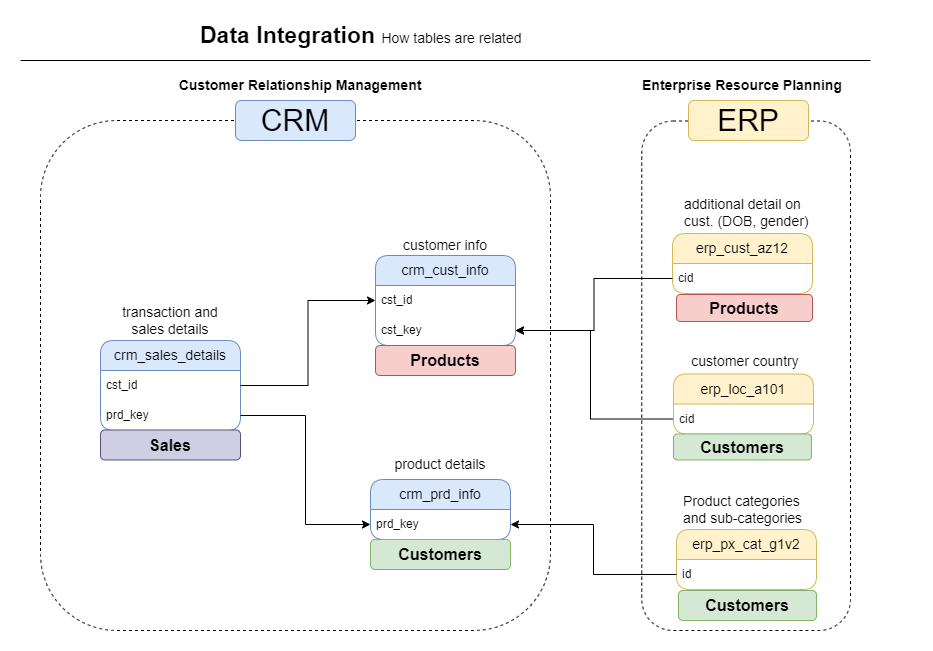 Data Integration How tables are related
Customer Relationship Management
CRM
customer info
crm_cust_info
cst_id
cst_key
Products
transaction and
sales details
crm_sales_details
cst_id
prd_key
Sales
product details
crm_prd_info
prd_key
Customers
Enterprise Resource Planning
ERP
additional detail on
cust. (DOB, gender)
erp_cust_az12
cid
Products
customer country
erp_loc_a101
cid
Customers
Product categories
and sub-categories
erp_px_cat_g1v2
id
Customers